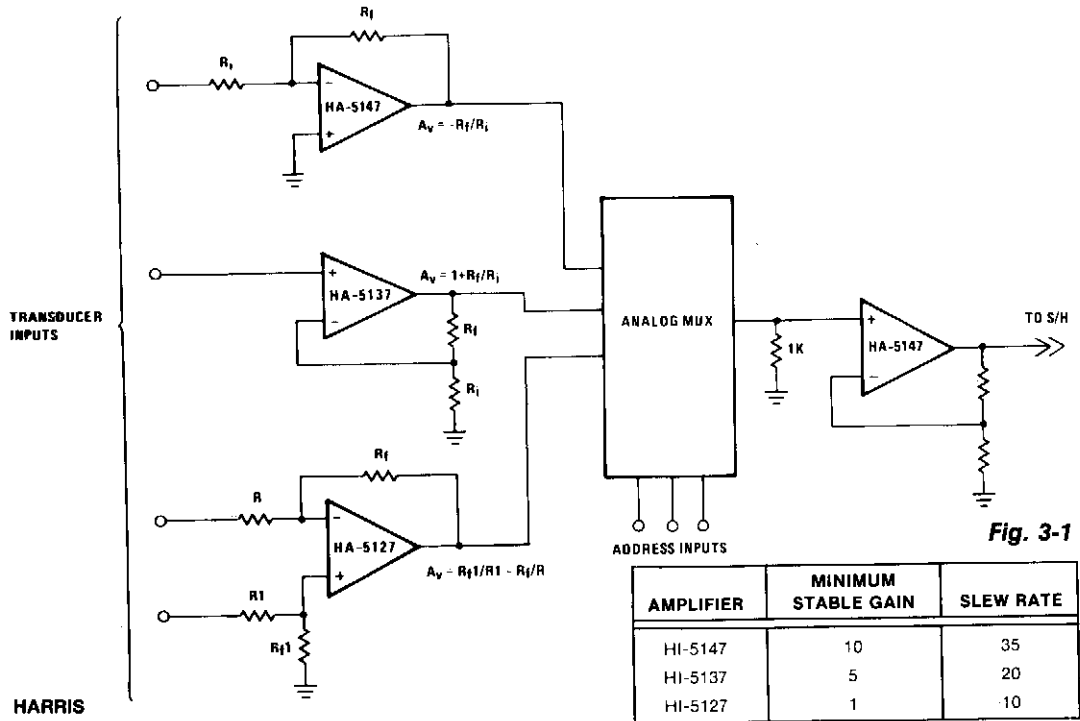 Rf
Ri
HA-5147
Av = -Rf/Ri
HA-5137
Av = 1+Rf/Ri
Rf
Ri
TRANSDUCER
INPUTS
Rf
R
HA-5127
Av = Rf1/R1 - Rf/R
R1
Rf1
ANALOG MUX
ADDRESS INPUTS
1K
HA-5147
TO S/H
Fig. 3-1
AMPLIFIER MINIMUM STABLE GAIN SLEW RATE
HI-5147 10 35
HI-5137 5 20
HI-5127 1 10
HARRIS
- + + - - + + -